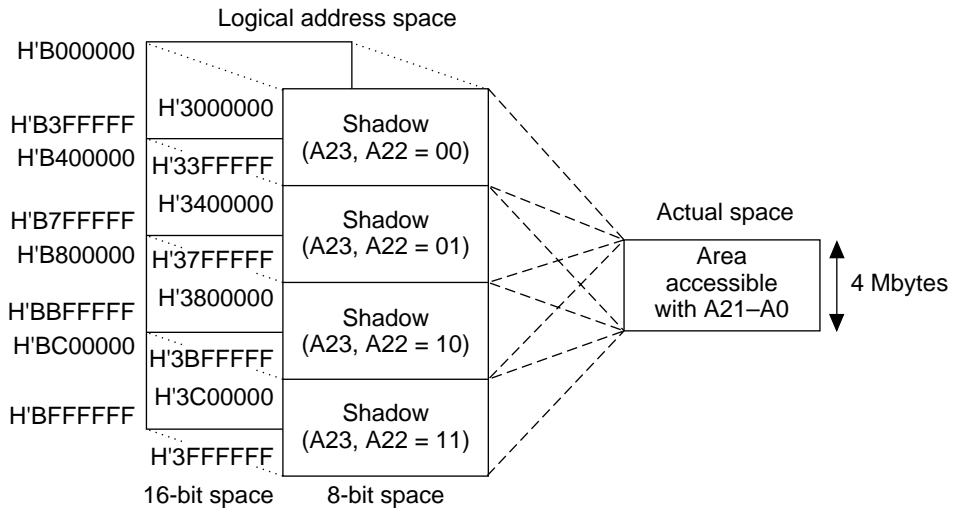 Logical address space
H'B000000
H'B3FFFFF
H'B400000
H'B7FFFFF
H'B800000
H'BBFFFFF
H'BC00000
H'BFFFFFF
H'3000000
H'33FFFFF
H'3400000
H'37FFFFF
H'3800000
H'3BFFFFF
H'3C00000
H'3FFFFFF
Shadow
(A23, A22 = 00)
Shadow
(A23, A22 = 01)
Shadow
(A23, A22 = 10)
Shadow
(A23, A22 = 11)
16-bit space
8-bit space
Actual space
Area
accessible
with A21–A0
4 Mbytes